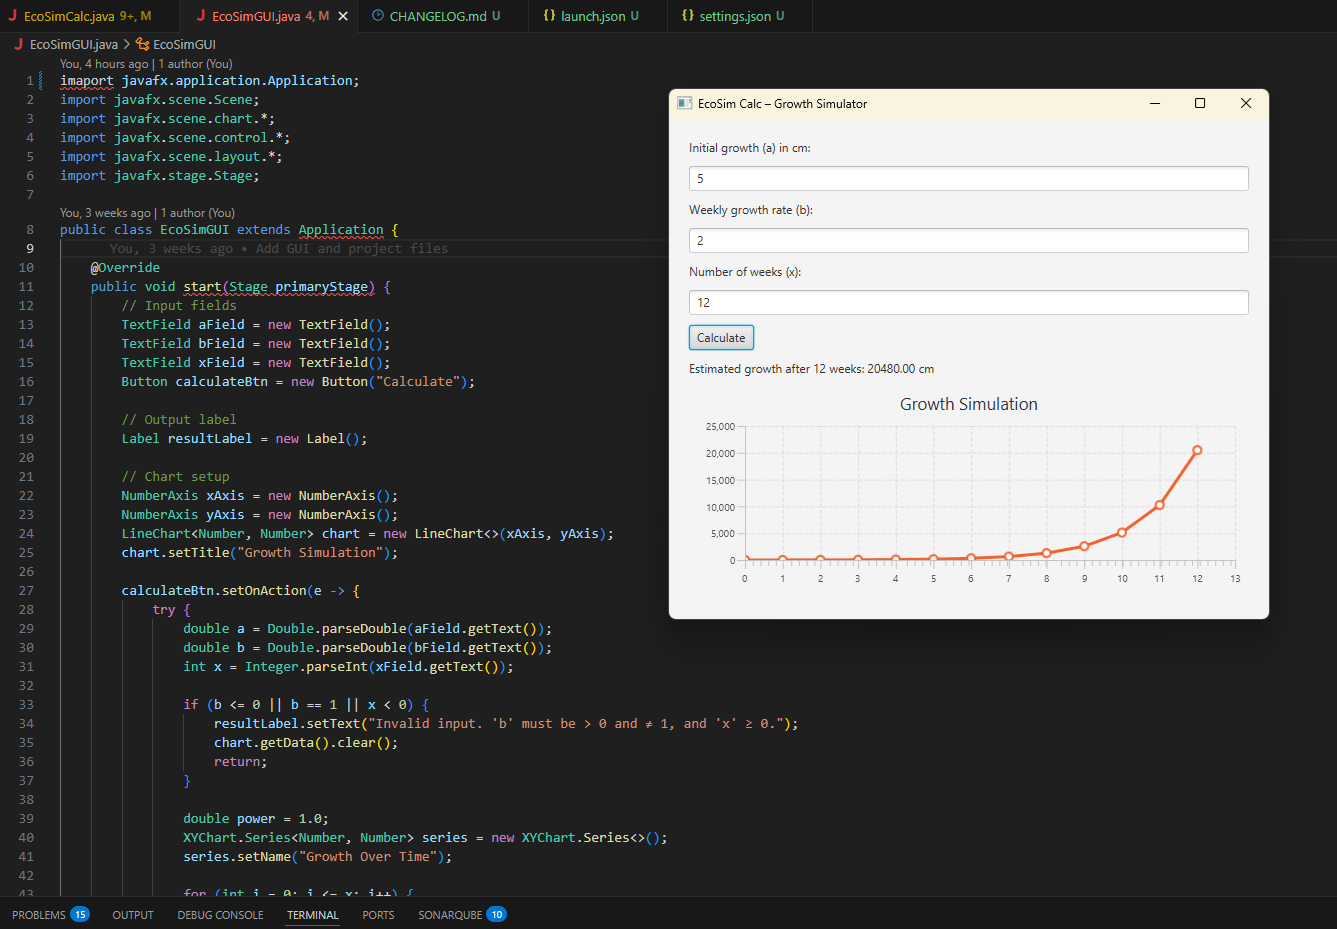 EcoSimCalc.java 9+, M
EcoSimGUI.java 4, M
CHANGELOG.md U
{} launch.json U
{} settings.json U
EcoSimGUI.java > EcoSimGUI
You, 4 hours ago | 1 author (You)
1 imaport javafx.application.Application;
2 import javafx.scene.Scene;
3 import javafx.scene.chart.*;
4 import javafx.scene.control.*;
5 import javafx.scene.layout.*;
6 import javafx.stage.Stage;
7
You, 3 weeks ago | 1 author (You)
8 public class EcoSimGUI extends Application {
9 You, 3 weeks ago • Add GUI and project files
10 @Override
11 public void start(Stage primaryStage) {
12 // Input fields
13 TextField aField = new TextField();
14 TextField bField = new TextField();
15 TextField xField = new TextField();
16 Button calculateBtn = new Button("Calculate");
17
18 // Output label
19 Label resultLabel = new Label();
20
21 // Chart setup
22 NumberAxis xAxis = new NumberAxis();
23 NumberAxis yAxis = new NumberAxis();
24 LineChart<Number, Number> chart = new LineChart<>(xAxis, yAxis);
25 chart.setTitle("Growth Simulation");
26
27 calculateBtn.setOnAction(e -> {
28 try {
29 double a = Double.parseDouble(aField.getText());
30 double b = Double.parseDouble(bField.getText());
31 int x = Integer.parseInt(xField.getText());
32
33 if (b <= 0 || b == 1 || x < 0) {
34 resultLabel.setText("Invalid input. 'b' must be > 0 and ≠ 1, and 'x' ≥ 0.");
35 chart.getData().clear();
36 return;
37 }
38
39 double power = 1.0;
40 XYChart.Series<Number, Number> series = new XYChart.Series<>();
41 series.setName("Growth Over Time");
42
43 for (int i = 0; i <= x; i++) {
EcoSim Calc – Growth Simulator
Initial growth (a) in cm:
5
Weekly growth rate (b):
2
Number of weeks (x):
12
Calculate
Estimated growth after 12 weeks: 20480.00 cm
Growth Simulation
25,000
20,000
15,000
10,000
5,000
0
0 1 2 3 4 5 6 7 8 9 10 11 12 13
PROBLEMS 15 OUTPUT DEBUG CONSOLE TERMINAL PORTS SONARQUBE 10